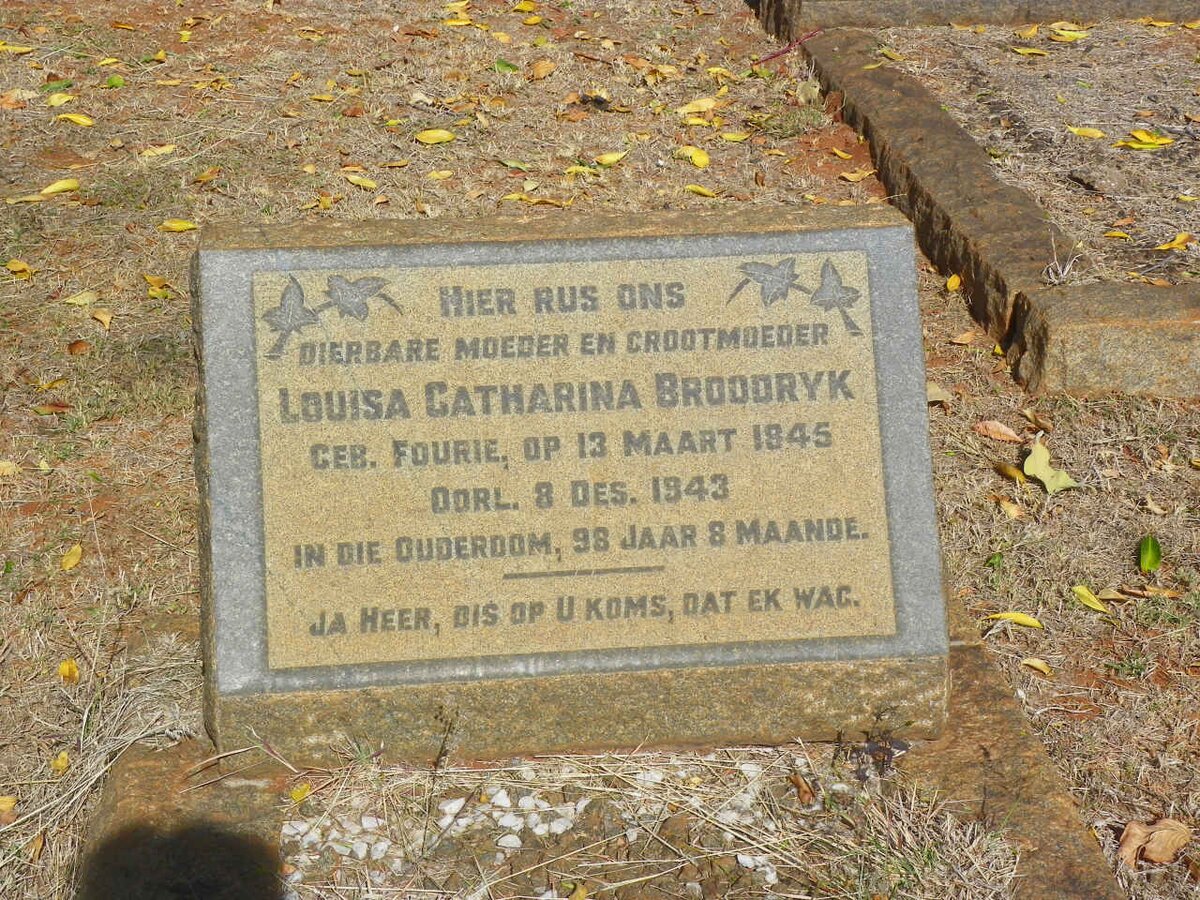 HIER RUS ONS
DIERBARE MOEDER EN GROOTMOEDER
LOUISA CATHARINA BROODRYK
GEB. FOURIE, OP 13 MAART 1845
OORL. 8 DES. 1943
IN DIE OUDERDOM, 98 JAAR 8 MAANDE.
JA HEER, DIS OP U KOMS, DAT EK WAG.